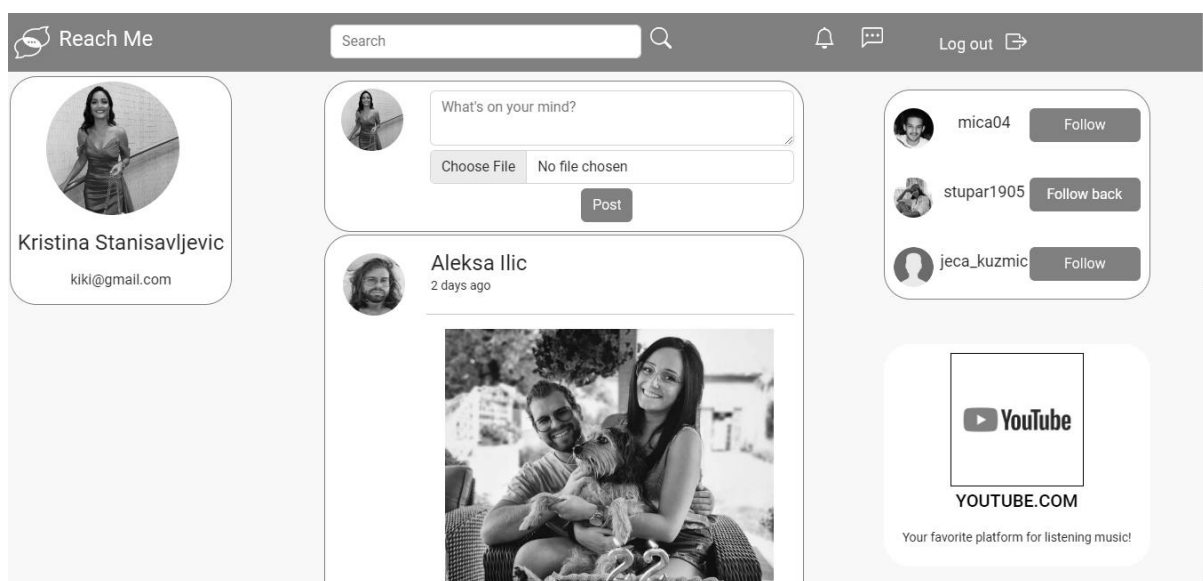 Reach Me
Search
Log out
Kristina Stanisavljevic
kiki@gmail.com
What's on your mind?
Choose File No file chosen
Post
Aleksa Ilic
2 days ago
22
mica04 Follow
stupar1905 Follow back
jeca_kuzmic Follow
YouTube
YOUTUBE.COM
Your favorite platform for listening music!